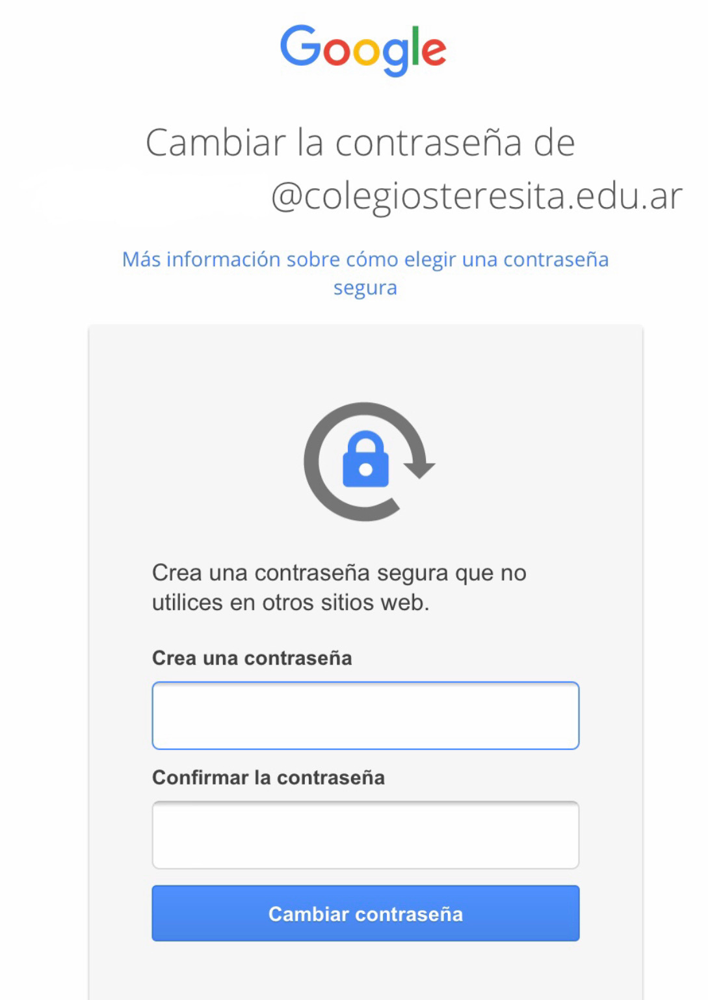 Google
Cambiar la contraseña de
@colegiosteresita.edu.ar
Más información sobre cómo elegir una contraseña
segura
Crea una contraseña segura que no
utilices en otros sitios web.
Crea una contraseña
Confirmar la contraseña
Cambiar contraseña